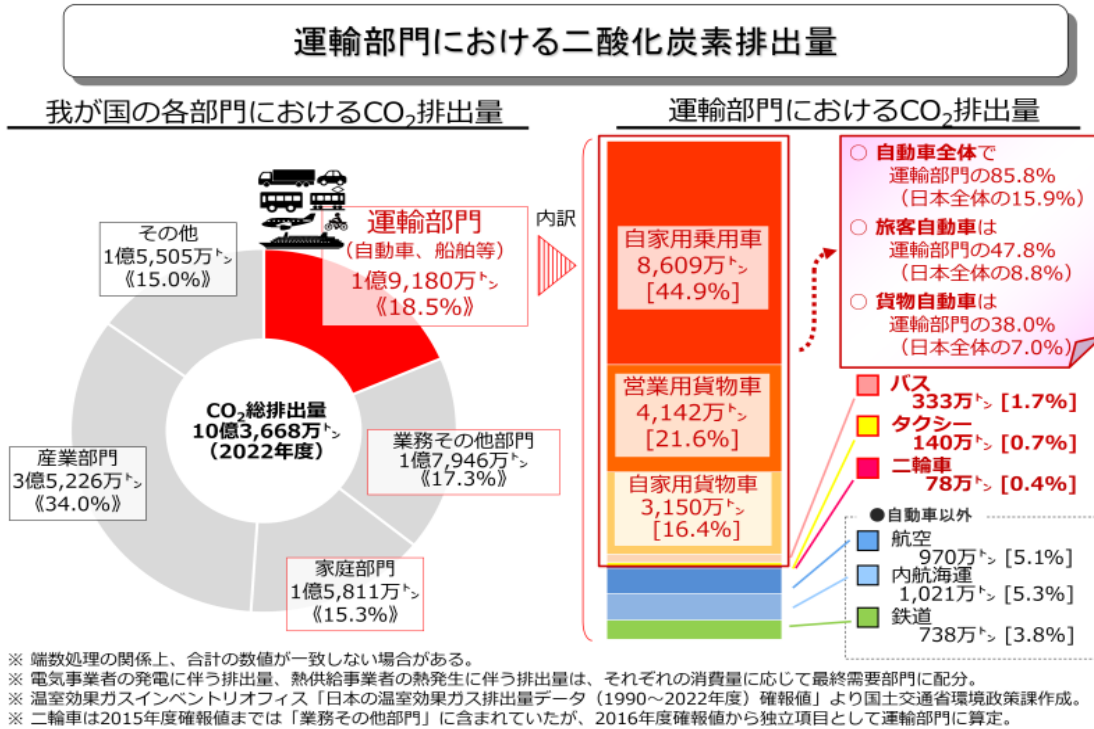 運輸部門における二酸化炭素排出量
我が国の各部門におけるCO₂排出量
運輸部門
(自動車、船舶等)
1億9,180万㌧
《18.5%》
その他
1億5,505万㌧
《15.0%》
CO₂総排出量
10億3,668万㌧
(2022年度)
業務その他部門
1億7,946万㌧
《17.3%》
産業部門
3億5,226万㌧
《34.0%》
家庭部門
1億5,811万㌧
《15.3%》
内訳
運輸部門におけるCO₂排出量
自家用乗用車
8,609万㌧
[44.9%]
営業用貨物車
4,142万㌧
[21.6%]
自家用貨物車
3,150万㌧
[16.4%]
○ 自動車全体で
運輸部門の85.8%
(日本全体の15.9%)
○ 旅客自動車は
運輸部門の47.8%
(日本全体の8.8%)
○ 貨物自動車は
運輸部門の38.0%
(日本全体の7.0%)
バス
333万㌧ [1.7%]
タクシー
140万㌧ [0.7%]
二輪車
78万㌧ [0.4%]
●自動車以外
航空
970万㌧ [5.1%]
内航海運
1,021万㌧ [5.3%]
鉄道
738万㌧ [3.8%]
※ 端数処理の関係上、合計の数値が一致しない場合がある。
※ 電気事業者の発電に伴う排出量、熱供給事業者の熱発生に伴う排出量は、それぞれの消費量に応じて最終需要部門に配分。
※ 温室効果ガスインベントリオフィス「日本の温室効果ガス排出量データ(1990～2022年度)確報値」より国土交通省環境政策課作成。
※ 二輪車は2015年度確報値までは「業務その他部門」に含まれていたが、2016年度確報値から独立項目として運輸部門に算定。